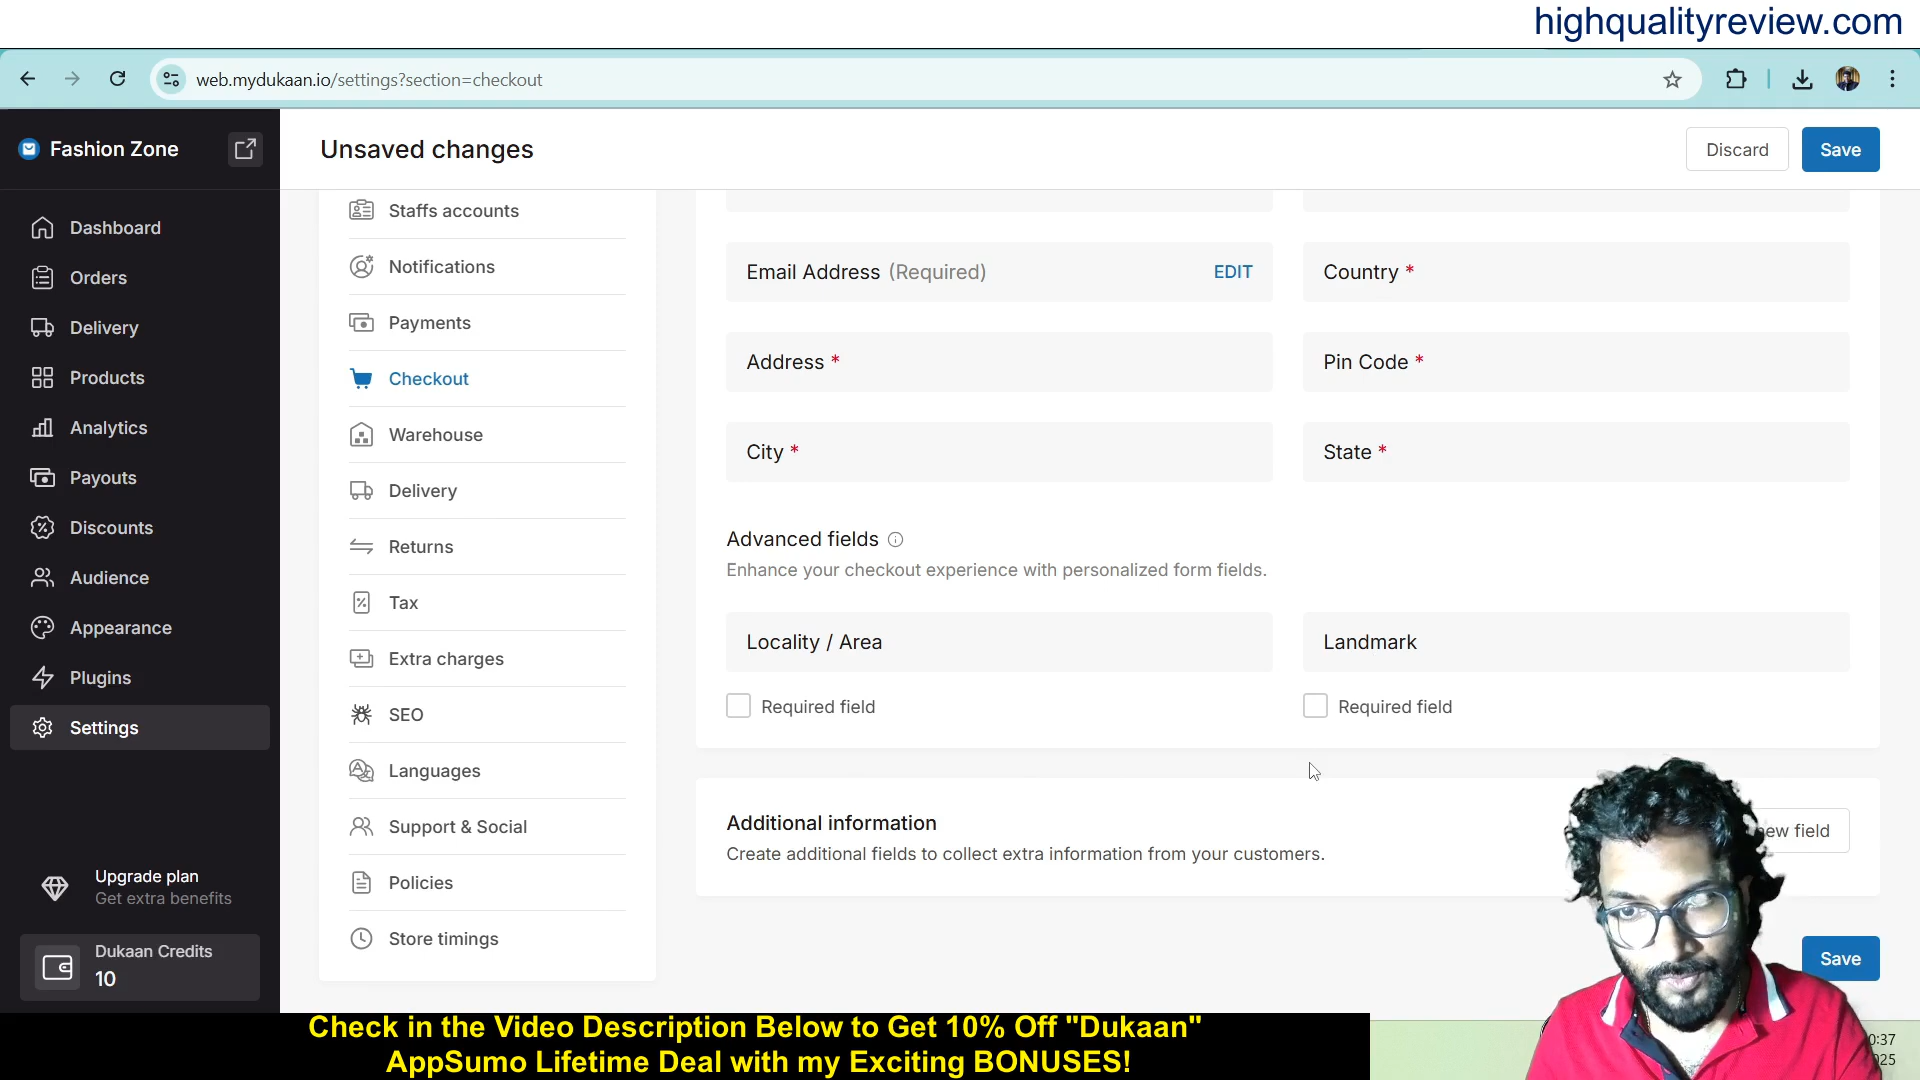 highqualityreview.com
web.mydukaan.io/settings?section=checkout
Fashion Zone
Unsaved changes
Discard
Save
Dashboard
Orders
Delivery
Products
Analytics
Payouts
Discounts
Audience
Appearance
Plugins
Settings
Upgrade plan
Get extra benefits
Dukaan Credits
10
Staffs accounts
Notifications
Payments
Checkout
Warehouse
Delivery
Returns
Tax
Extra charges
SEO
Languages
Support & Social
Policies
Store timings
Email Address (Required) EDIT
Country *
Address *
Pin Code *
City *
State *
Advanced fields
Enhance your checkout experience with personalized form fields.
Locality / Area
Landmark
Required field
Required field
Additional information
Create additional fields to collect extra information from your customers.
field
Save
Check in the Video Description Below to Get 10% Off "Dukaan"
AppSumo Lifetime Deal with my Exciting BONUSES!